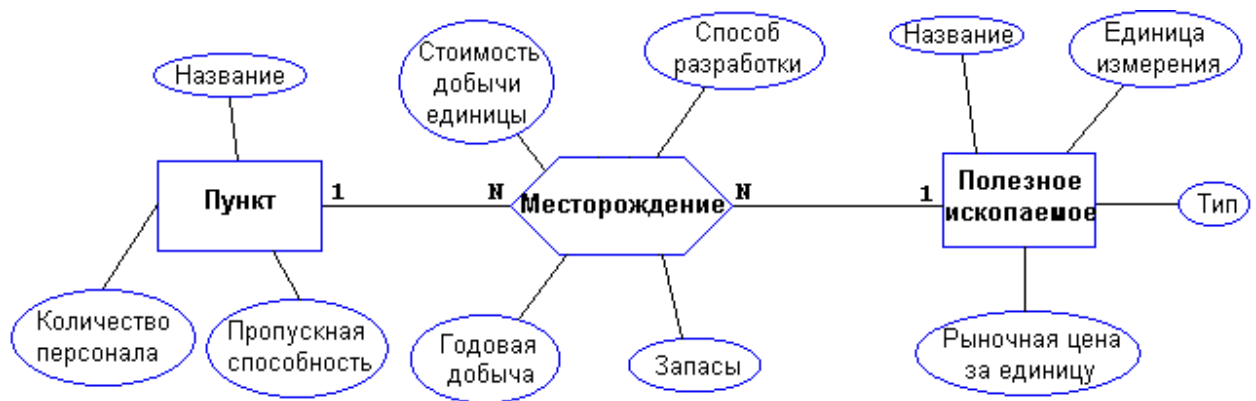 Название
Стоимость
добычи
единицы
Способ
разработки
Название
Единица
измерения
Пункт
1
N
Месторождение
N
1
Полезное
ископаемое
Тип
Количество
персонала
Пропускная
способность
Годовая
добыча
Запасы
Рыночная цена
за единицу